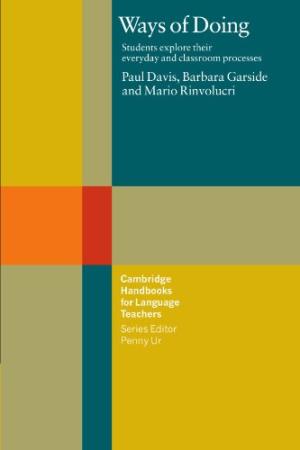 Ways of Doing
Students explore their
everyday and classroom processes
Paul Davis, Barbara Garside
and Mario Rinvolucri
Cambridge
Handbooks
for Language
Teachers
Series Editor
Penny Ur